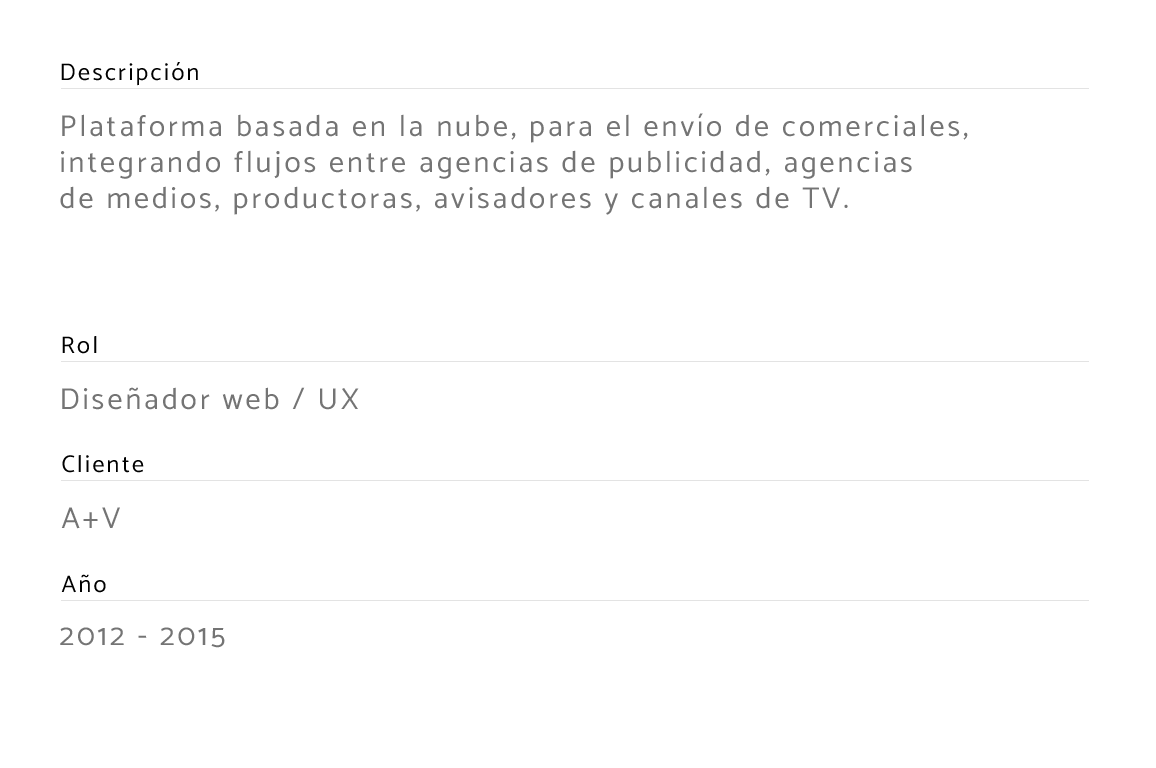 Descripción
Plataforma basada en la nube, para el envío de comerciales,
integrando flujos entre agencias de publicidad, agencias
de medios, productoras, avisadores y canales de TV.
Rol
Diseñador web / UX
Cliente
A+V
Año
2012 - 2015